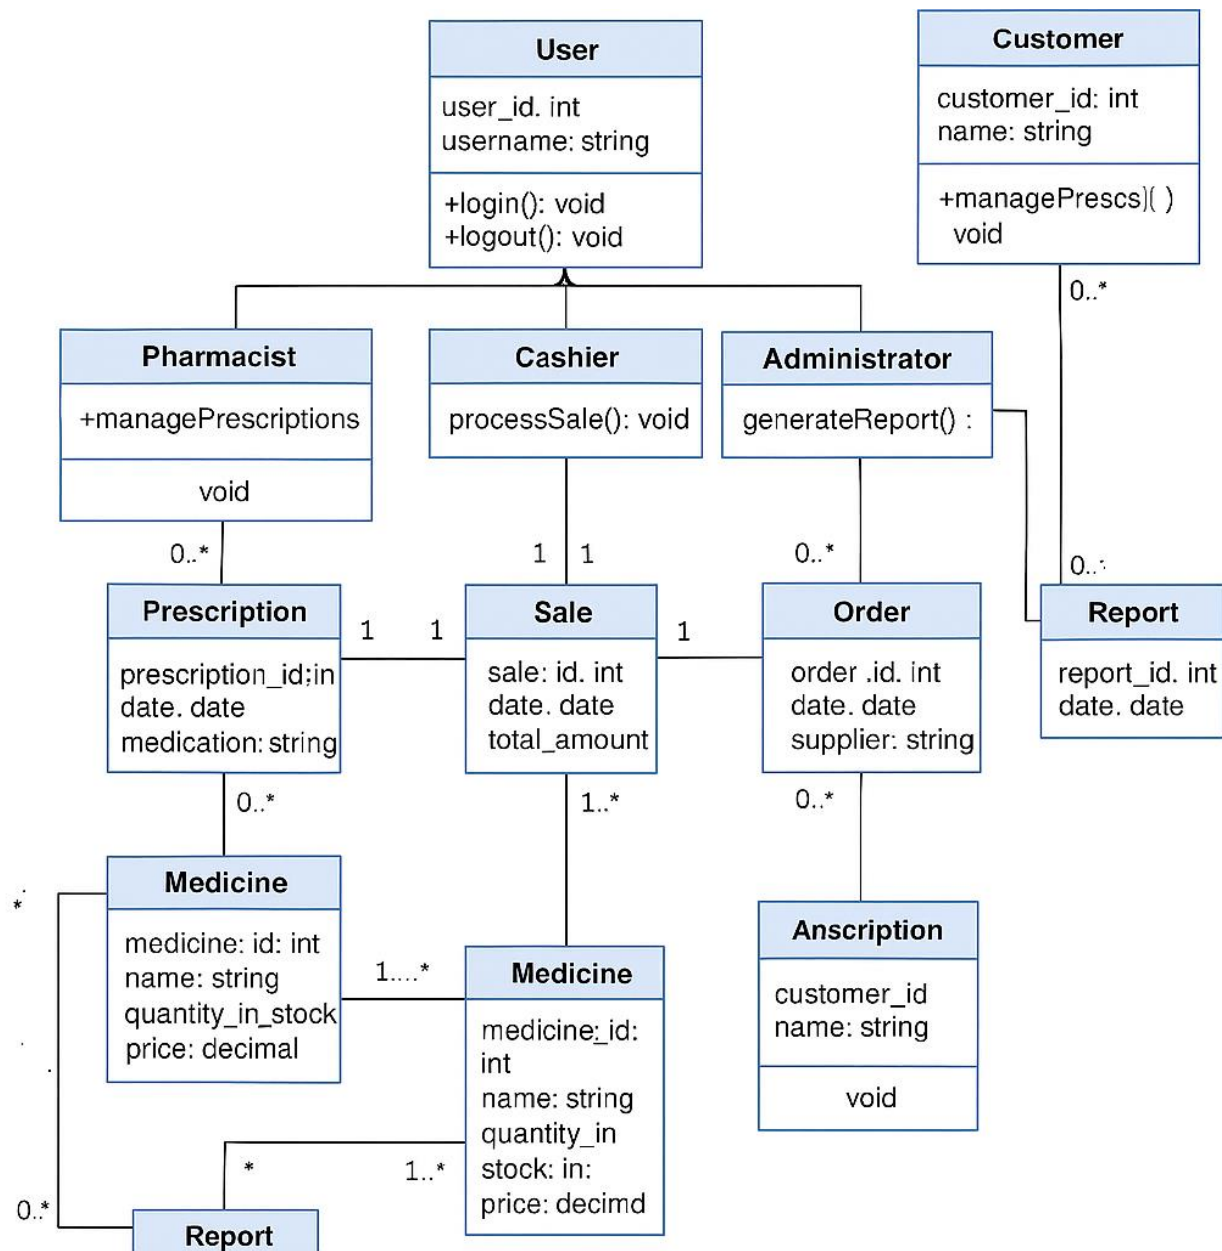 User
user_id. int
username: string
+login(): void
+logout(): void
Customer
customer_id: int
name: string
+managePrescs)( )
void
0..*
Pharmacist
+managePrescriptions
void
Cashier
processSale(): void
Administrator
generateReport() :
0..*
1 1
0..*
0..
Prescription
prescription_id:in
date. date
medication: string
1 1
Sale
sale: id. int
date. date
total_amount
1
Order
order .id. int
date. date
supplier: string
Report
report_id. int
date. date
0..*
1..*
0..*
Medicine
medicine: id: int
name: string
quantity_in_stock
price: decimal
*
1....*
Medicine
medicine:_id:
int
name: string
quantity_in
stock: in:
price: decimd
Anscription
customer_id
name: string
void
*
1..*
0..*
Report